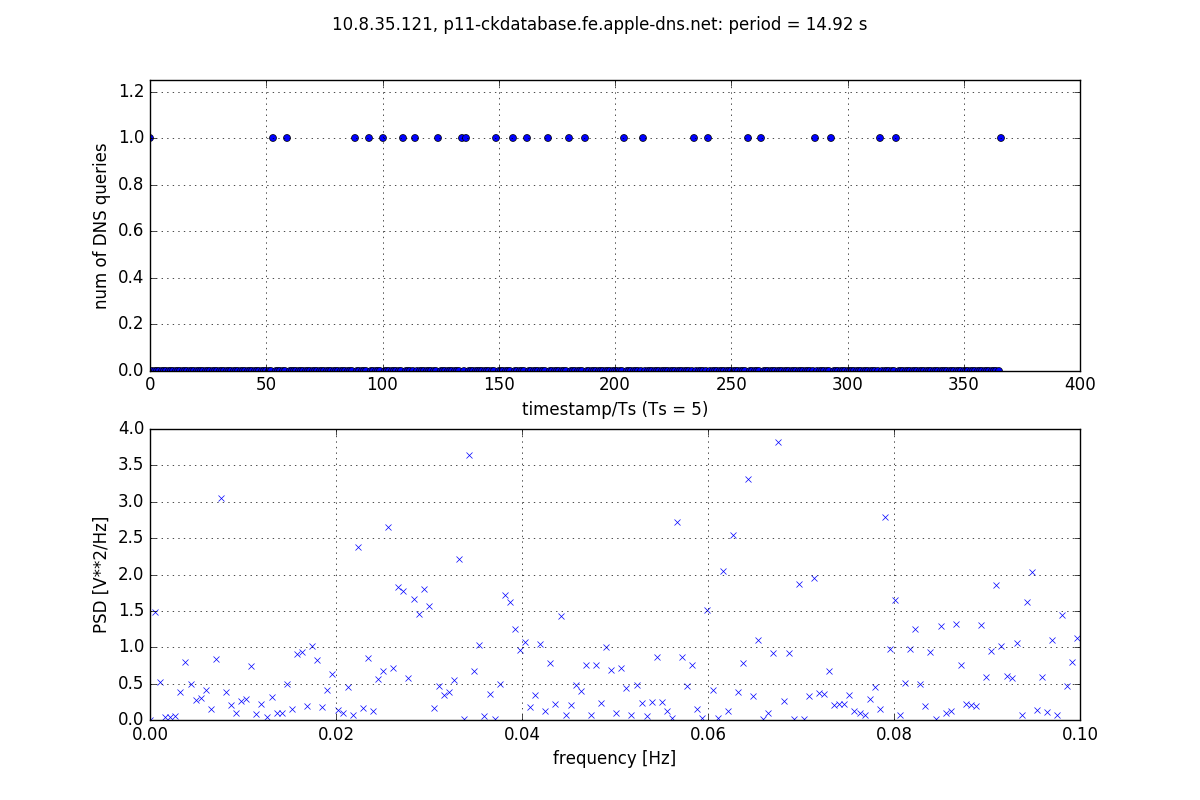 10.8.35.121, p11-ckdatabase.fe.apple-dns.net: period = 14.92 s
num of DNS queries
1.2
1.0
0.8
0.6
0.4
0.2
0.0
0 50 100 150 200 250 300 350 400
timestamp/Ts (Ts = 5)
PSD [V**2/Hz]
4.0
3.5
3.0
2.5
2.0
1.5
1.0
0.5
0.0
0.00 0.02 0.04 0.06 0.08 0.10
frequency [Hz]